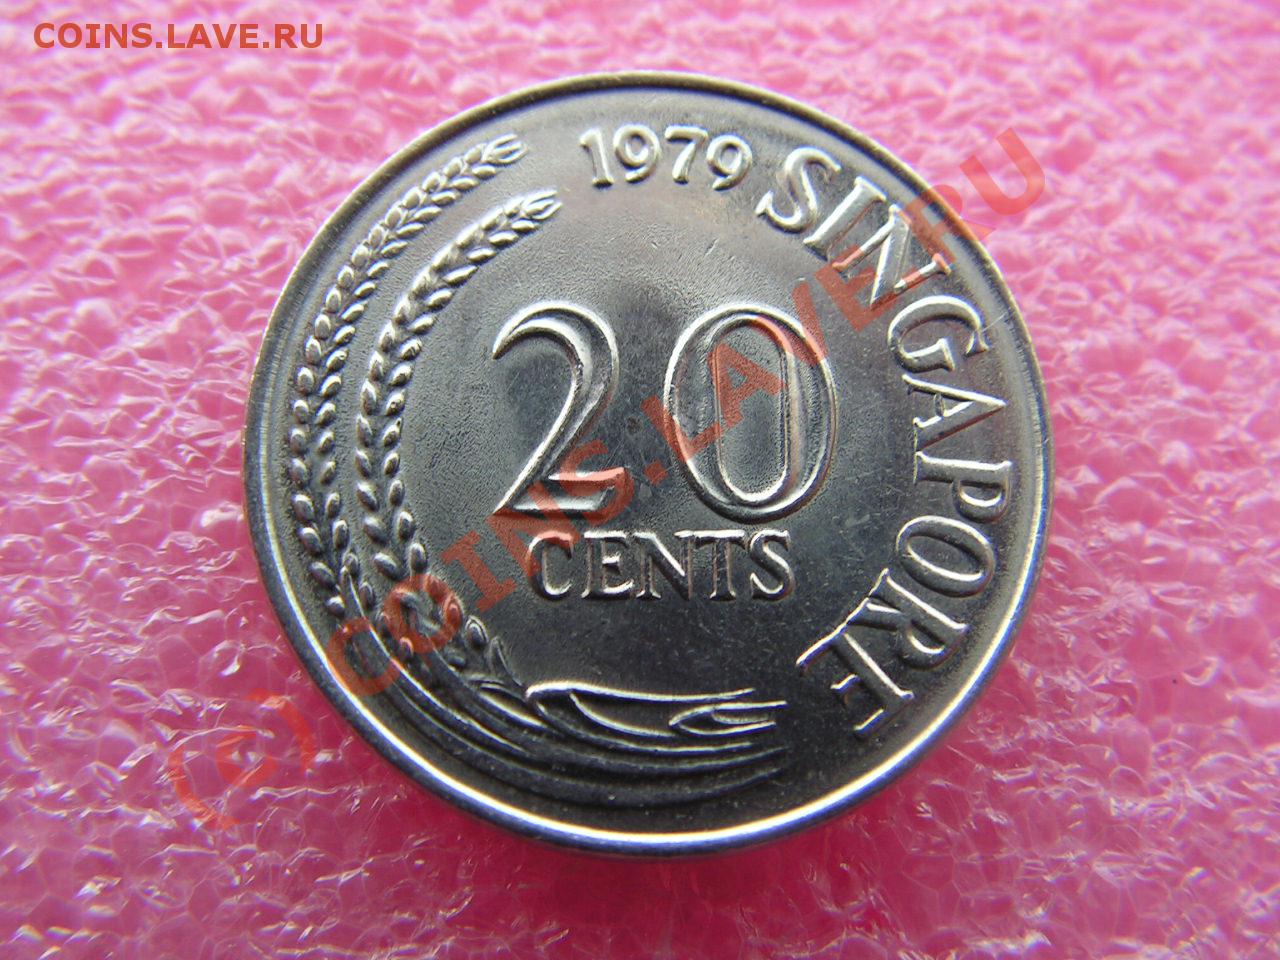 COINS.LAVE.RU
1979 SINGAPORE
20
CENTS
(c) COINS.LAVE.RU